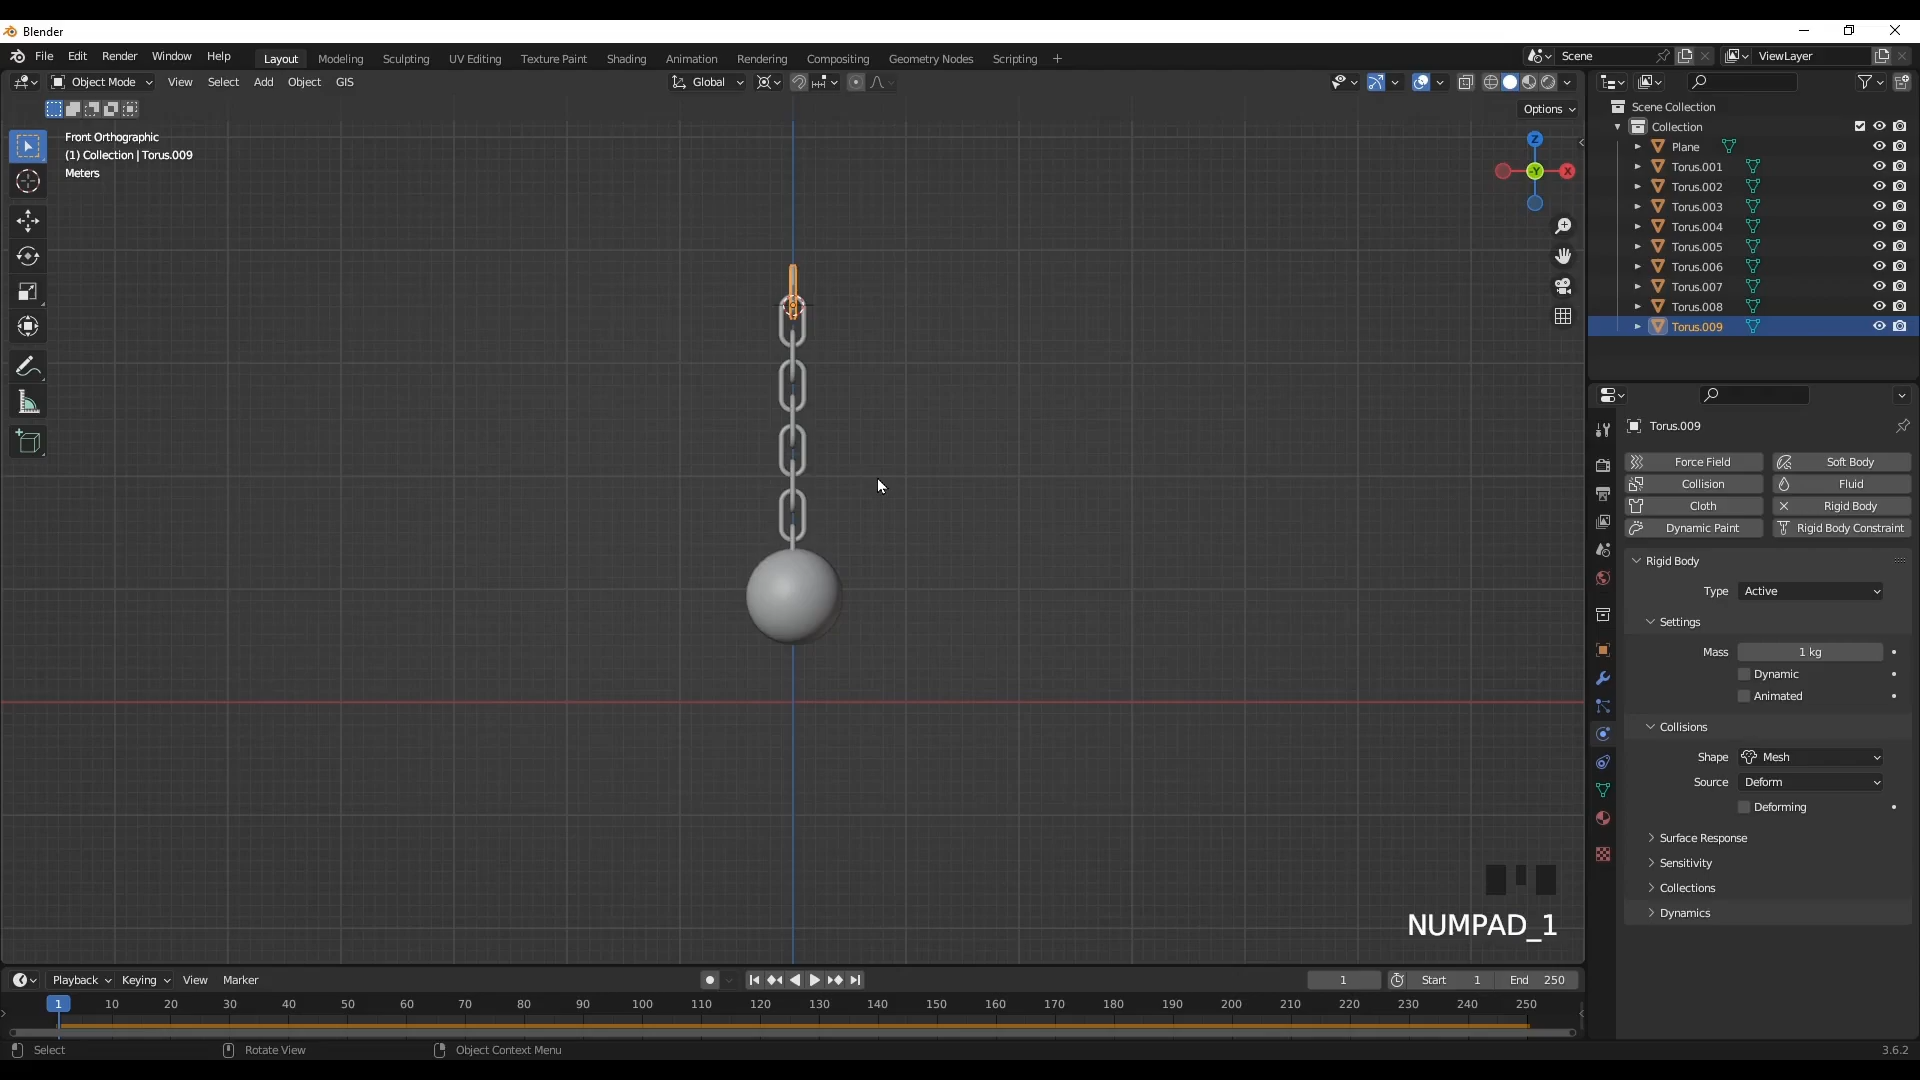 Blender
File Edit Render Window Help Layout Modeling Sculpting UV Editing Texture Paint Shading Animation Rendering Compositing Geometry Nodes Scripting + Scene ViewLayer
Object Mode View Select Add Object GIS Global
Options
Front Orthographic
(1) Collection | Torus.009
Meters
Z
-Y
X
Scene Collection
Collection
Plane
Torus.001
Torus.002
Torus.003
Torus.004
Torus.005
Torus.006
Torus.007
Torus.008
Torus.009
Torus.009
Force Field Soft Body
Collision Fluid
Cloth Rigid Body
Dynamic Paint Rigid Body Constraint
Rigid Body
Type Active
Settings
Mass 1 kg
Dynamic
Animated
Collisions
Shape Mesh
Source Deform
Deforming
Surface Response
Sensitivity
Collections
Dynamics
NUMPAD_1
Playback Keying View Marker 1 Start 1 End 250
1 10 20 30 40 50 60 70 80 90 100 110 120 130 140 150 160 170 180 190 200 210 220 230 240 250
Select Rotate View Object Context Menu 3.6.2